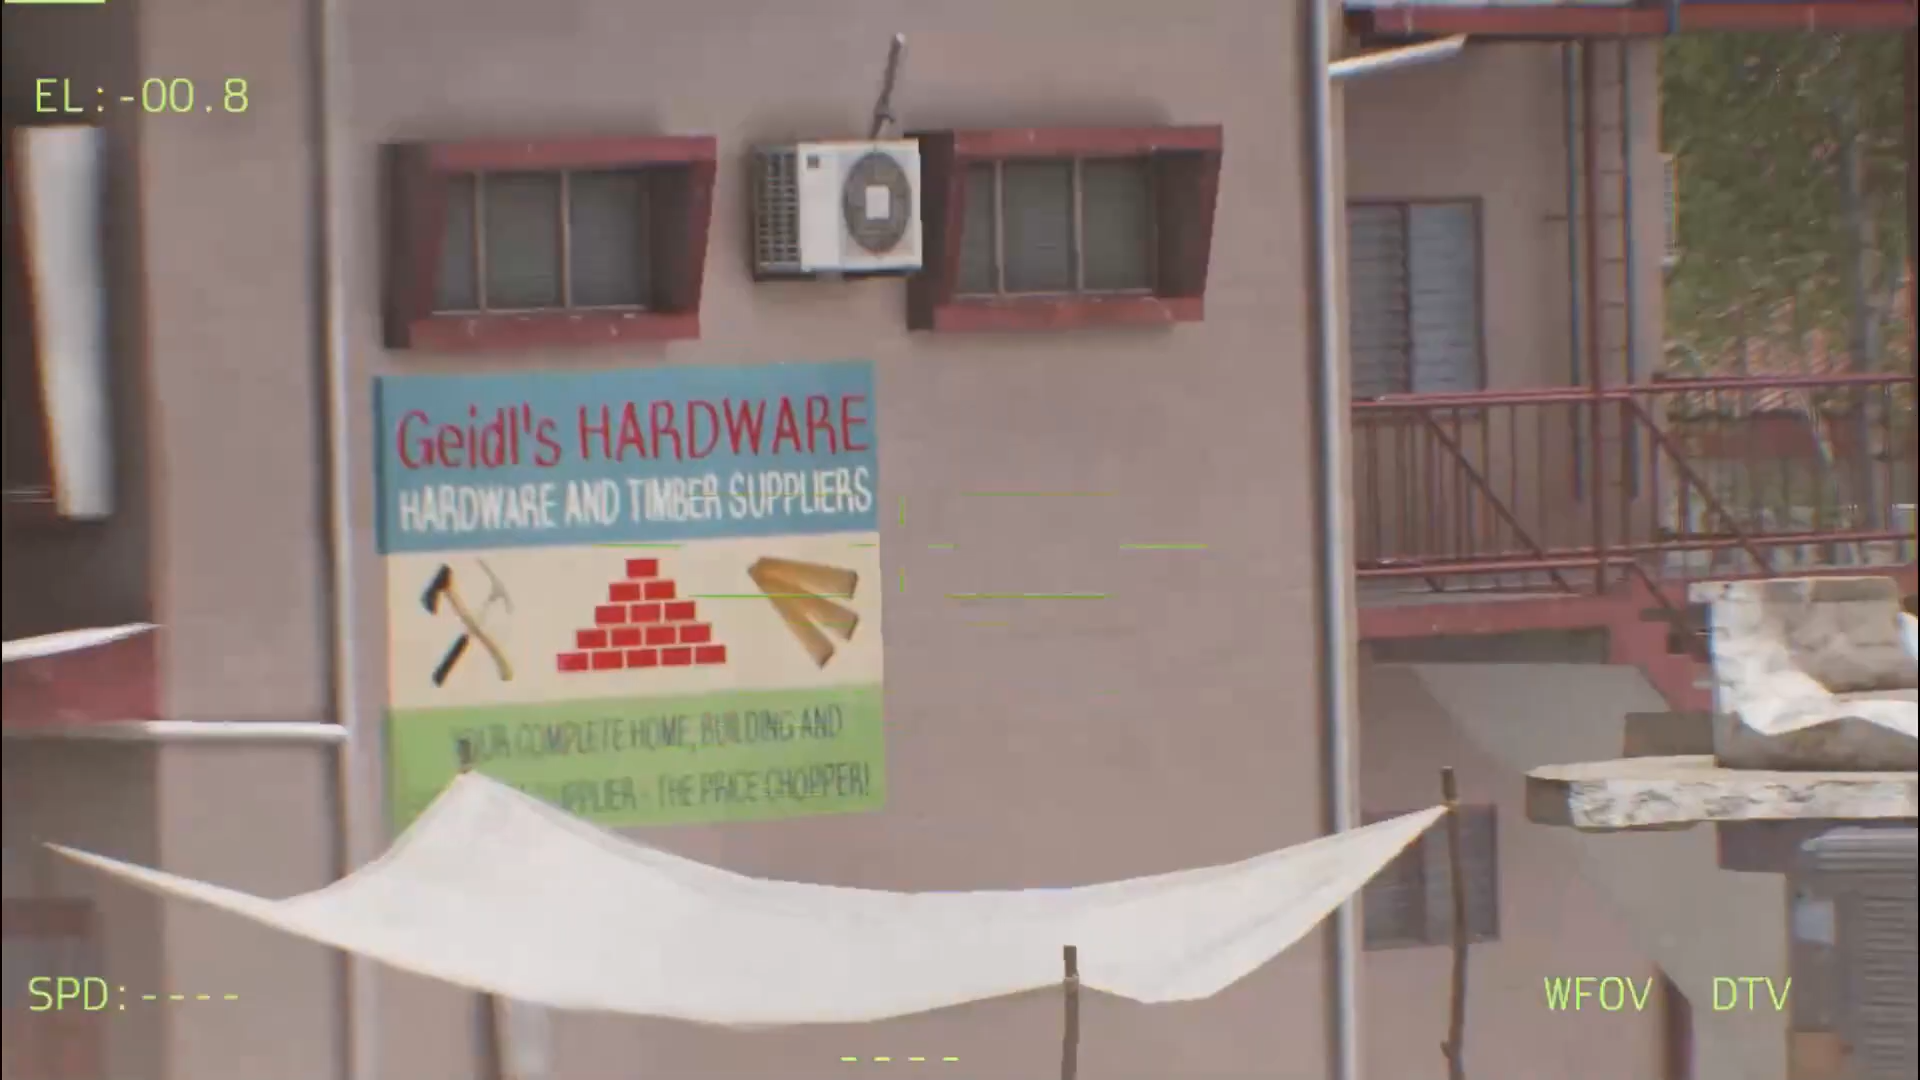 EL:-00.8
Geidl's HARDWARE
HARDWARE AND TIMBER SUPPLIERS
YOUR COMPLETE HOME, BUILDING AND
SUPPLIER - THE PRICE CHOPPER!
SPD:----
WFOV DTV
----